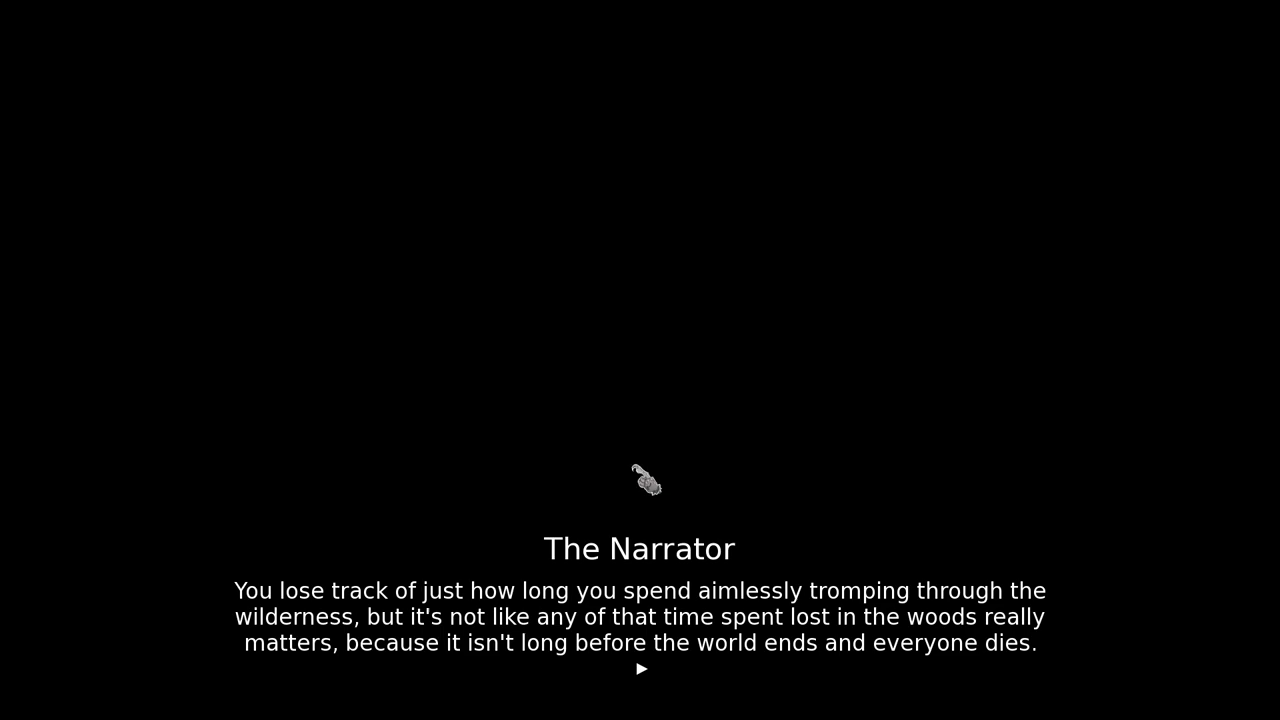 The Narrator
You lose track of just how long you spend aimlessly tromping through the
wilderness, but it's not like any of that time spent lost in the woods really
matters, because it isn't long before the world ends and everyone dies.